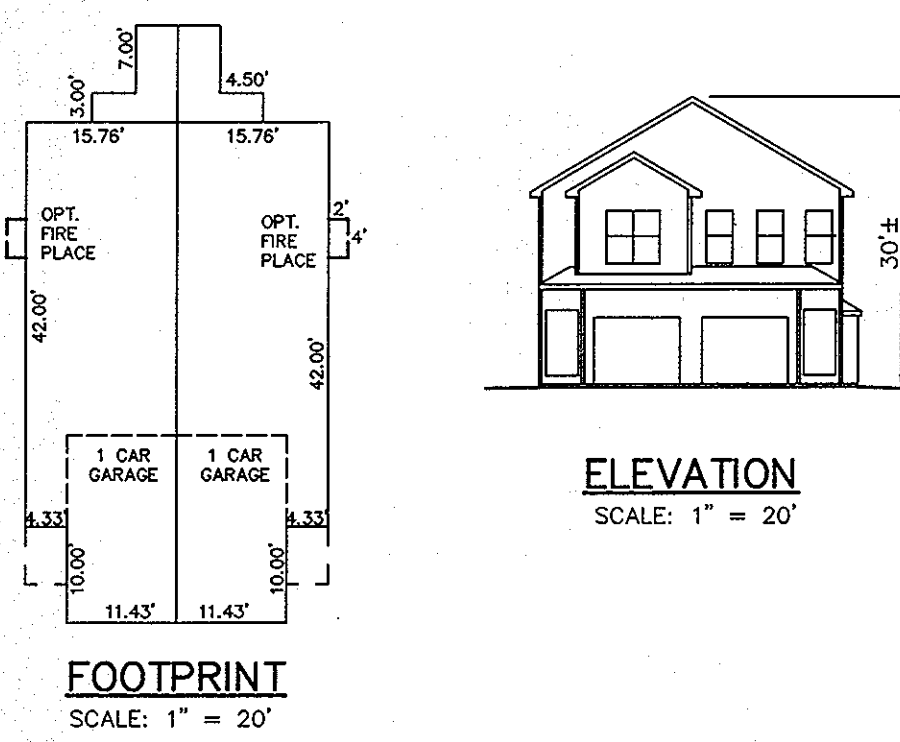 7.00'
3.00'
4.50'
15.76'
15.76'
OPT.
FIRE
PLACE
OPT.
FIRE
PLACE
2'
4'
42.00'
42.00'
1 CAR
GARAGE
1 CAR
GARAGE
4.33'
4.33'
10.00'
10.00'
11.43'
11.43'
FOOTPRINT
SCALE: 1" = 20'
30'±
ELEVATION
SCALE: 1" = 20'